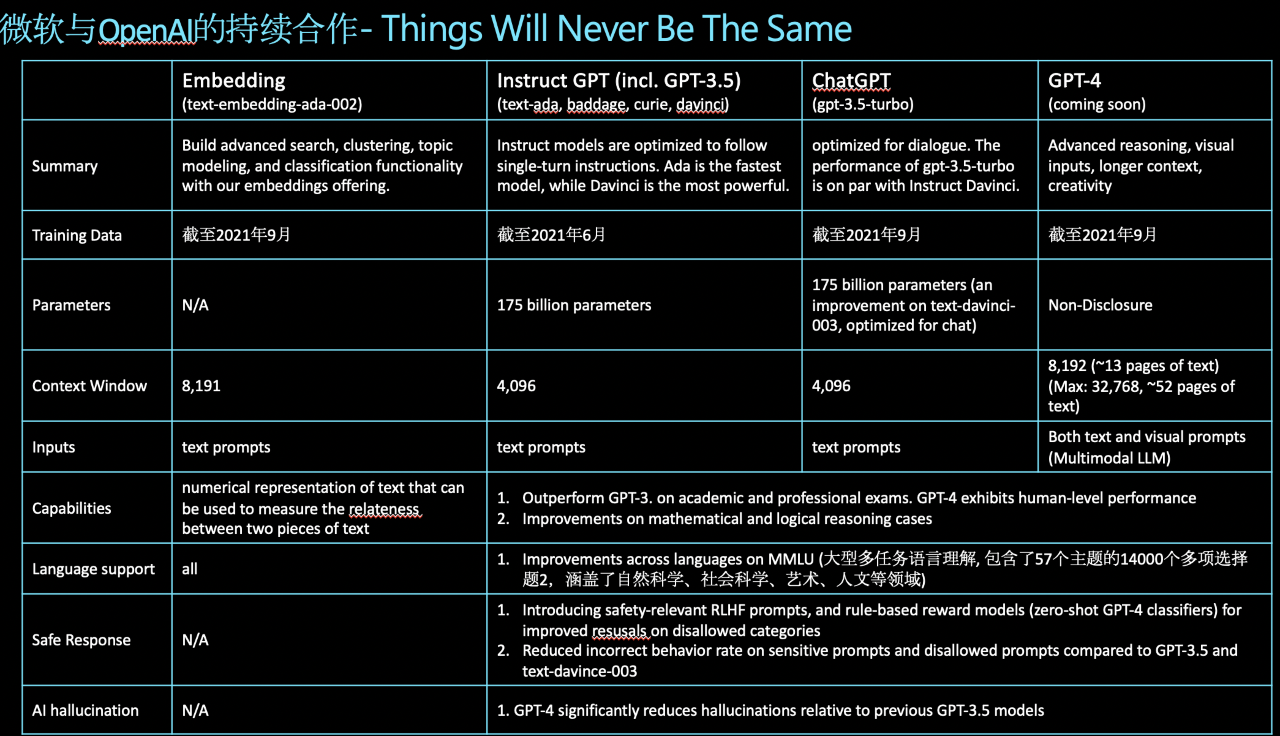 微软与OpenAI的持续合作- Things Will Never Be The Same
Embedding
(text-embedding-ada-002)
Instruct GPT (incl. GPT-3.5)
(text-ada, baddage, curie, davinci)
ChatGPT
(gpt-3.5-turbo)
GPT-4
(coming soon)
Summary
Build advanced search, clustering, topic
modeling, and classification functionality
with our embeddings offering.
Instruct models are optimized to follow
single-turn instructions. Ada is the fastest
model, while Davinci is the most powerful.
optimized for dialogue. The
performance of gpt-3.5-turbo
is on par with Instruct Davinci.
Advanced reasoning, visual
inputs, longer context,
creativity
Training Data
截至2021年9月
截至2021年6月
截至2021年9月
截至2021年9月
Parameters
N/A
175 billion parameters
175 billion parameters (an
improvement on text-davinci-
003, optimized for chat)
Non-Disclosure
Context Window
8,191
4,096
4,096
8,192 (~13 pages of text)
(Max: 32,768, ~52 pages of
text)
Inputs
text prompts
text prompts
text prompts
Both text and visual prompts
(Multimodal LLM)
Capabilities
numerical representation of text that can
be used to measure the relateness
between two pieces of text
1. Outperform GPT-3. on academic and professional exams. GPT-4 exhibits human-level performance
2. Improvements on mathematical and logical reasoning cases
Language support
all
1. Improvements across languages on MMLU (大型多任务语言理解, 包含了57个主题的14000个多项选择
题2，涵盖了自然科学、社会科学、艺术、人文等领域)
Safe Response
N/A
1. Introducing safety-relevant RLHF prompts, and rule-based reward models (zero-shot GPT-4 classifiers) for
improved resusals on disallowed categories
2. Reduced incorrect behavior rate on sensitive prompts and disallowed prompts compared to GPT-3.5 and
text-davince-003
AI hallucination
N/A
1. GPT-4 significantly reduces hallucinations relative to previous GPT-3.5 models